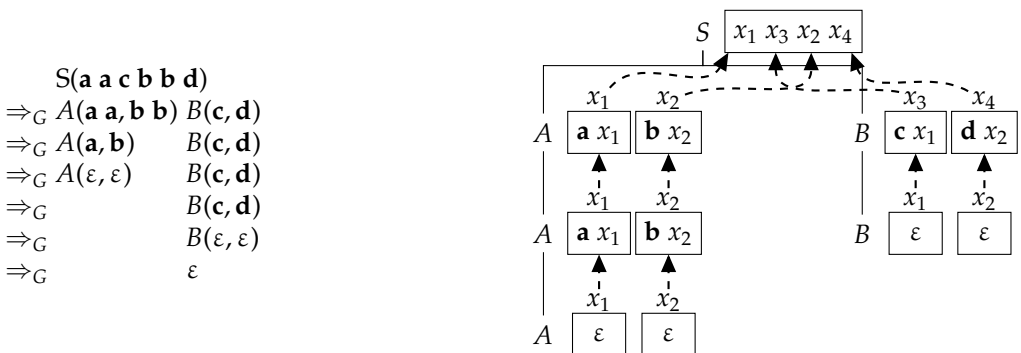 S(a a c b b d)
⇒G A(a a, b b) B(c, d)
⇒G A(a, b) B(c, d)
⇒G A(ε, ε) B(c, d)
⇒G B(c, d)
⇒G B(ε, ε)
⇒G ε
S x1 x3 x2 x4
x1 x2 x3 x4
A a x1 b x2 B c x1 d x2
x1 x2 x1 x2
A a x1 b x2 B ε ε
x1 x2
A ε ε